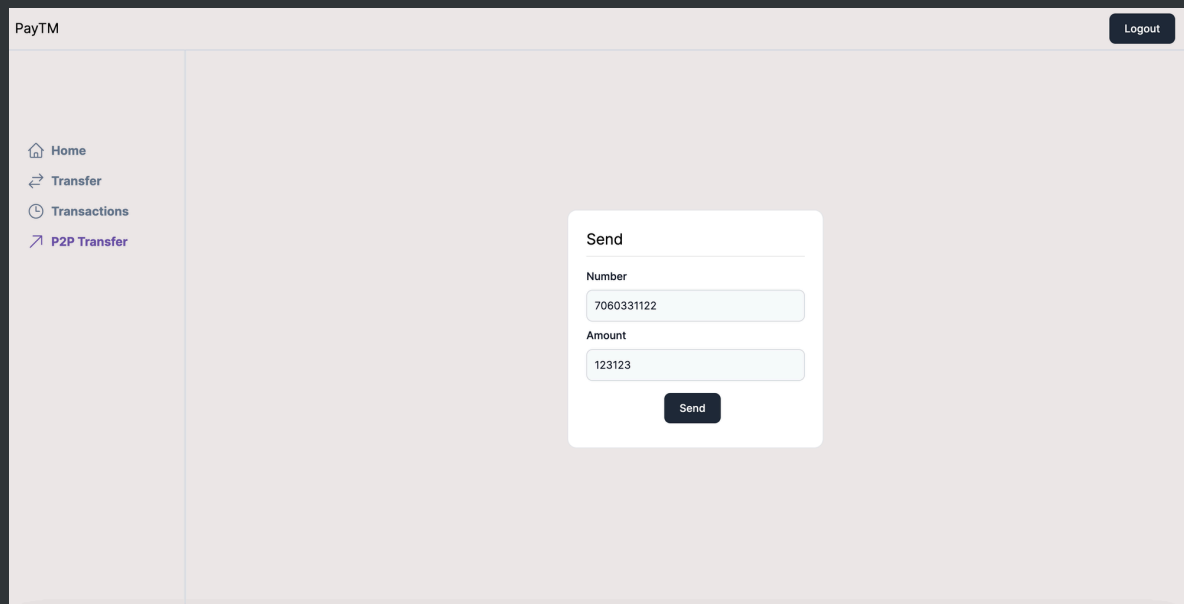 PayTM
Logout
Home
Transfer
Transactions
P2P Transfer
Send
Number
7060331122
Amount
123123
Send